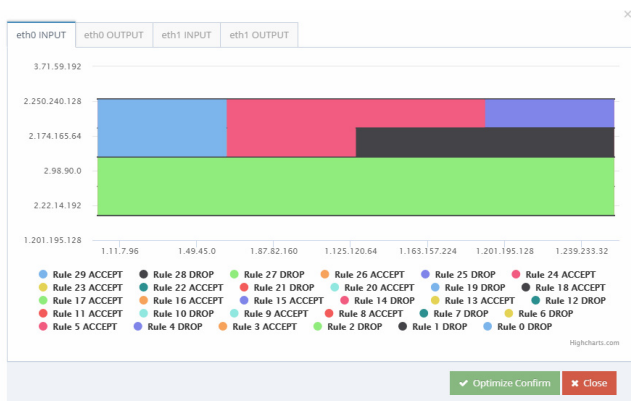 ×
eth0 INPUT eth0 OUTPUT eth1 INPUT eth1 OUTPUT
3.71.59.192
2.250.240.128
2.174.165.64
2.98.90.0
2.22.14.192
1.201.195.128
1.11.7.96 1.49.45.0 1.87.82.160 1.125.120.64 1.163.157.224 1.201.195.128 1.239.233.32
Rule 29 ACCEPT Rule 28 DROP Rule 27 DROP Rule 26 ACCEPT Rule 25 DROP Rule 24 ACCEPT
Rule 23 ACCEPT Rule 22 ACCEPT Rule 21 DROP Rule 20 ACCEPT Rule 19 DROP Rule 18 ACCEPT
Rule 17 ACCEPT Rule 16 ACCEPT Rule 15 ACCEPT Rule 14 DROP Rule 13 ACCEPT Rule 12 DROP
Rule 11 ACCEPT Rule 10 DROP Rule 9 ACCEPT Rule 8 ACCEPT Rule 7 DROP Rule 6 DROP
Rule 5 ACCEPT Rule 4 DROP Rule 3 ACCEPT Rule 2 DROP Rule 1 DROP Rule 0 DROP
Highcharts.com
✔ Optimize Confirm ✖ Close